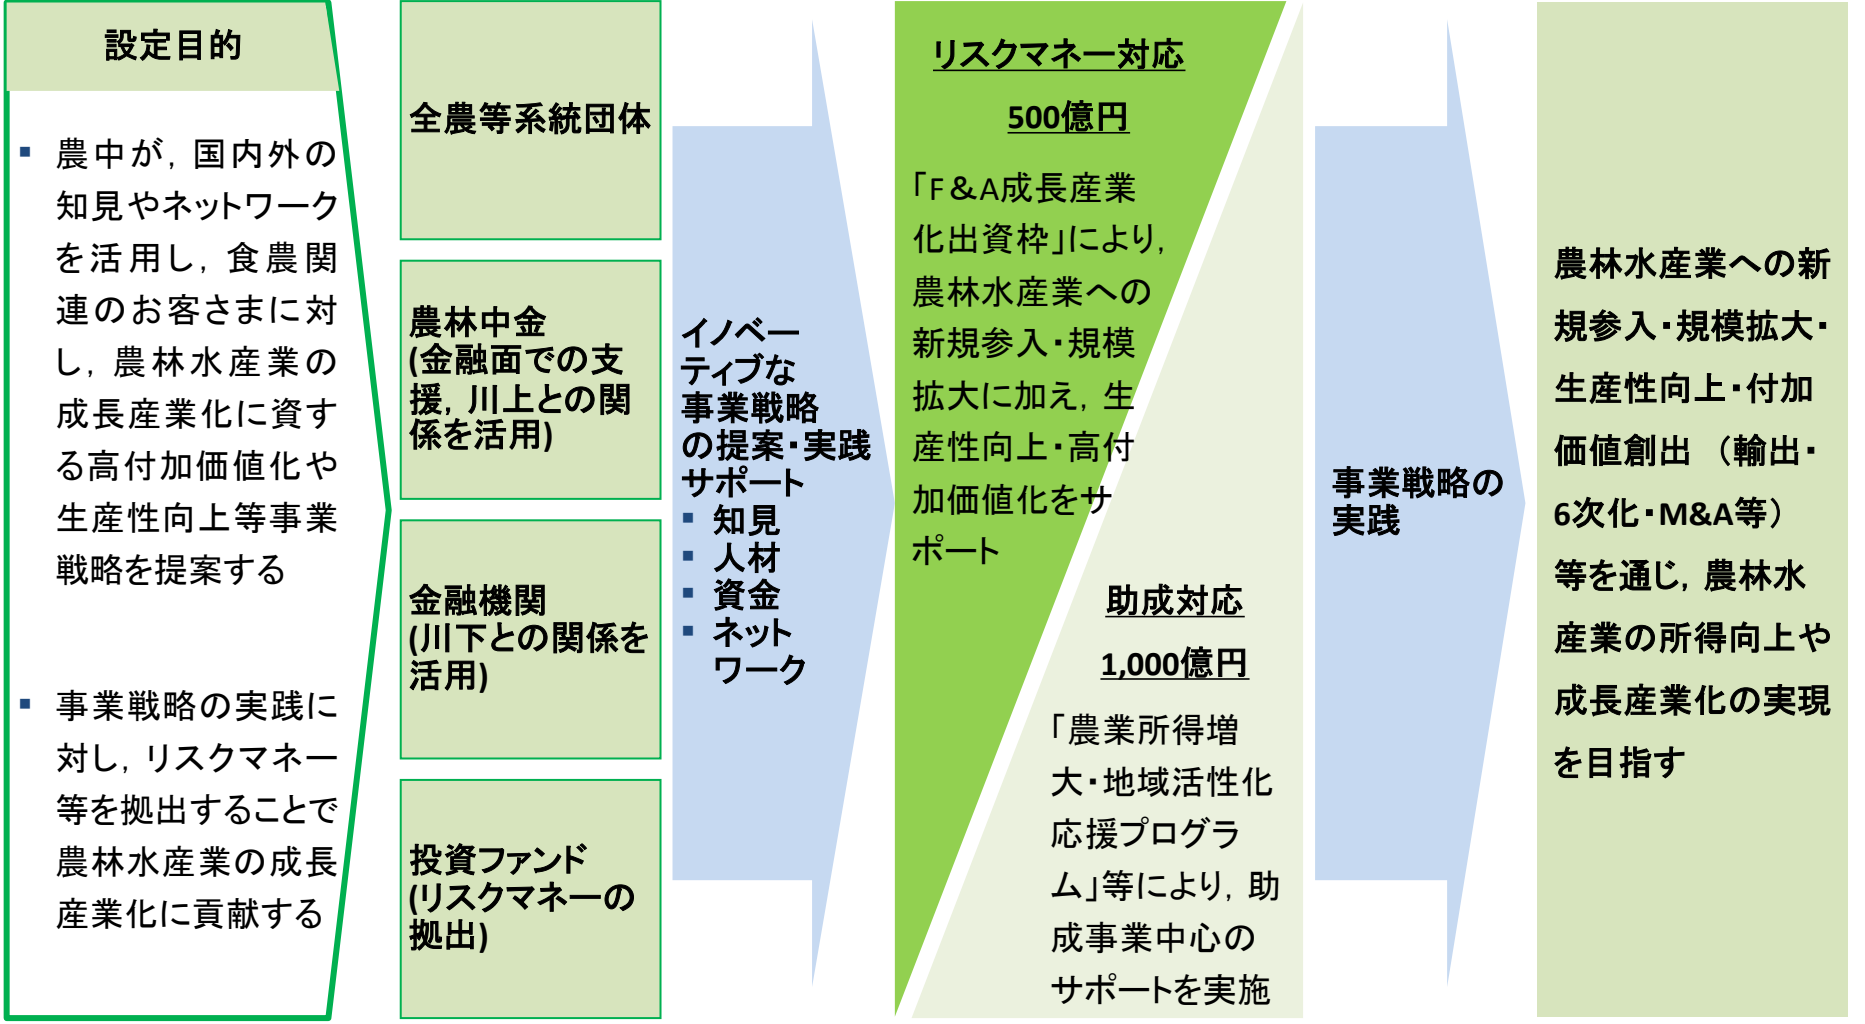 設定目的
▪ 農中が，国内外の
知見やネットワーク
を活用し，食農関
連のお客さまに対
し，農林水産業の
成長産業化に資す
る高付加価値化や
生産性向上等事業
戦略を提案する
▪ 事業戦略の実践に
対し，リスクマネー
等を拠出することで
農林水産業の成長
産業化に貢献する
全農等系統団体
農林中金
(金融面での支
援，川上との関
係を活用)
金融機関
(川下との関係を
活用)
投資ファンド
(リスクマネーの
拠出)
イノベー
ティブな
事業戦略
の提案・実践
サポート
▪ 知見
▪ 人材
▪ 資金
▪ ネット
ワーク
リスクマネー対応
500億円
「F＆A成長産業
化出資枠」により，
農林水産業への
新規参入・規模
拡大に加え，生
産性向上・高付
加価値化をサ
ポート
助成対応
1,000億円
「農業所得増
大・地域活性化
応援プログラ
ム」等により，助
成事業中心の
サポートを実施
事業戦略の
実践
農林水産業への新
規参入・規模拡大・
生産性向上・付加
価値創出（輸出・
6次化・M&A等）
等を通じ，農林水
産業の所得向上や
成長産業化の実現
を目指す